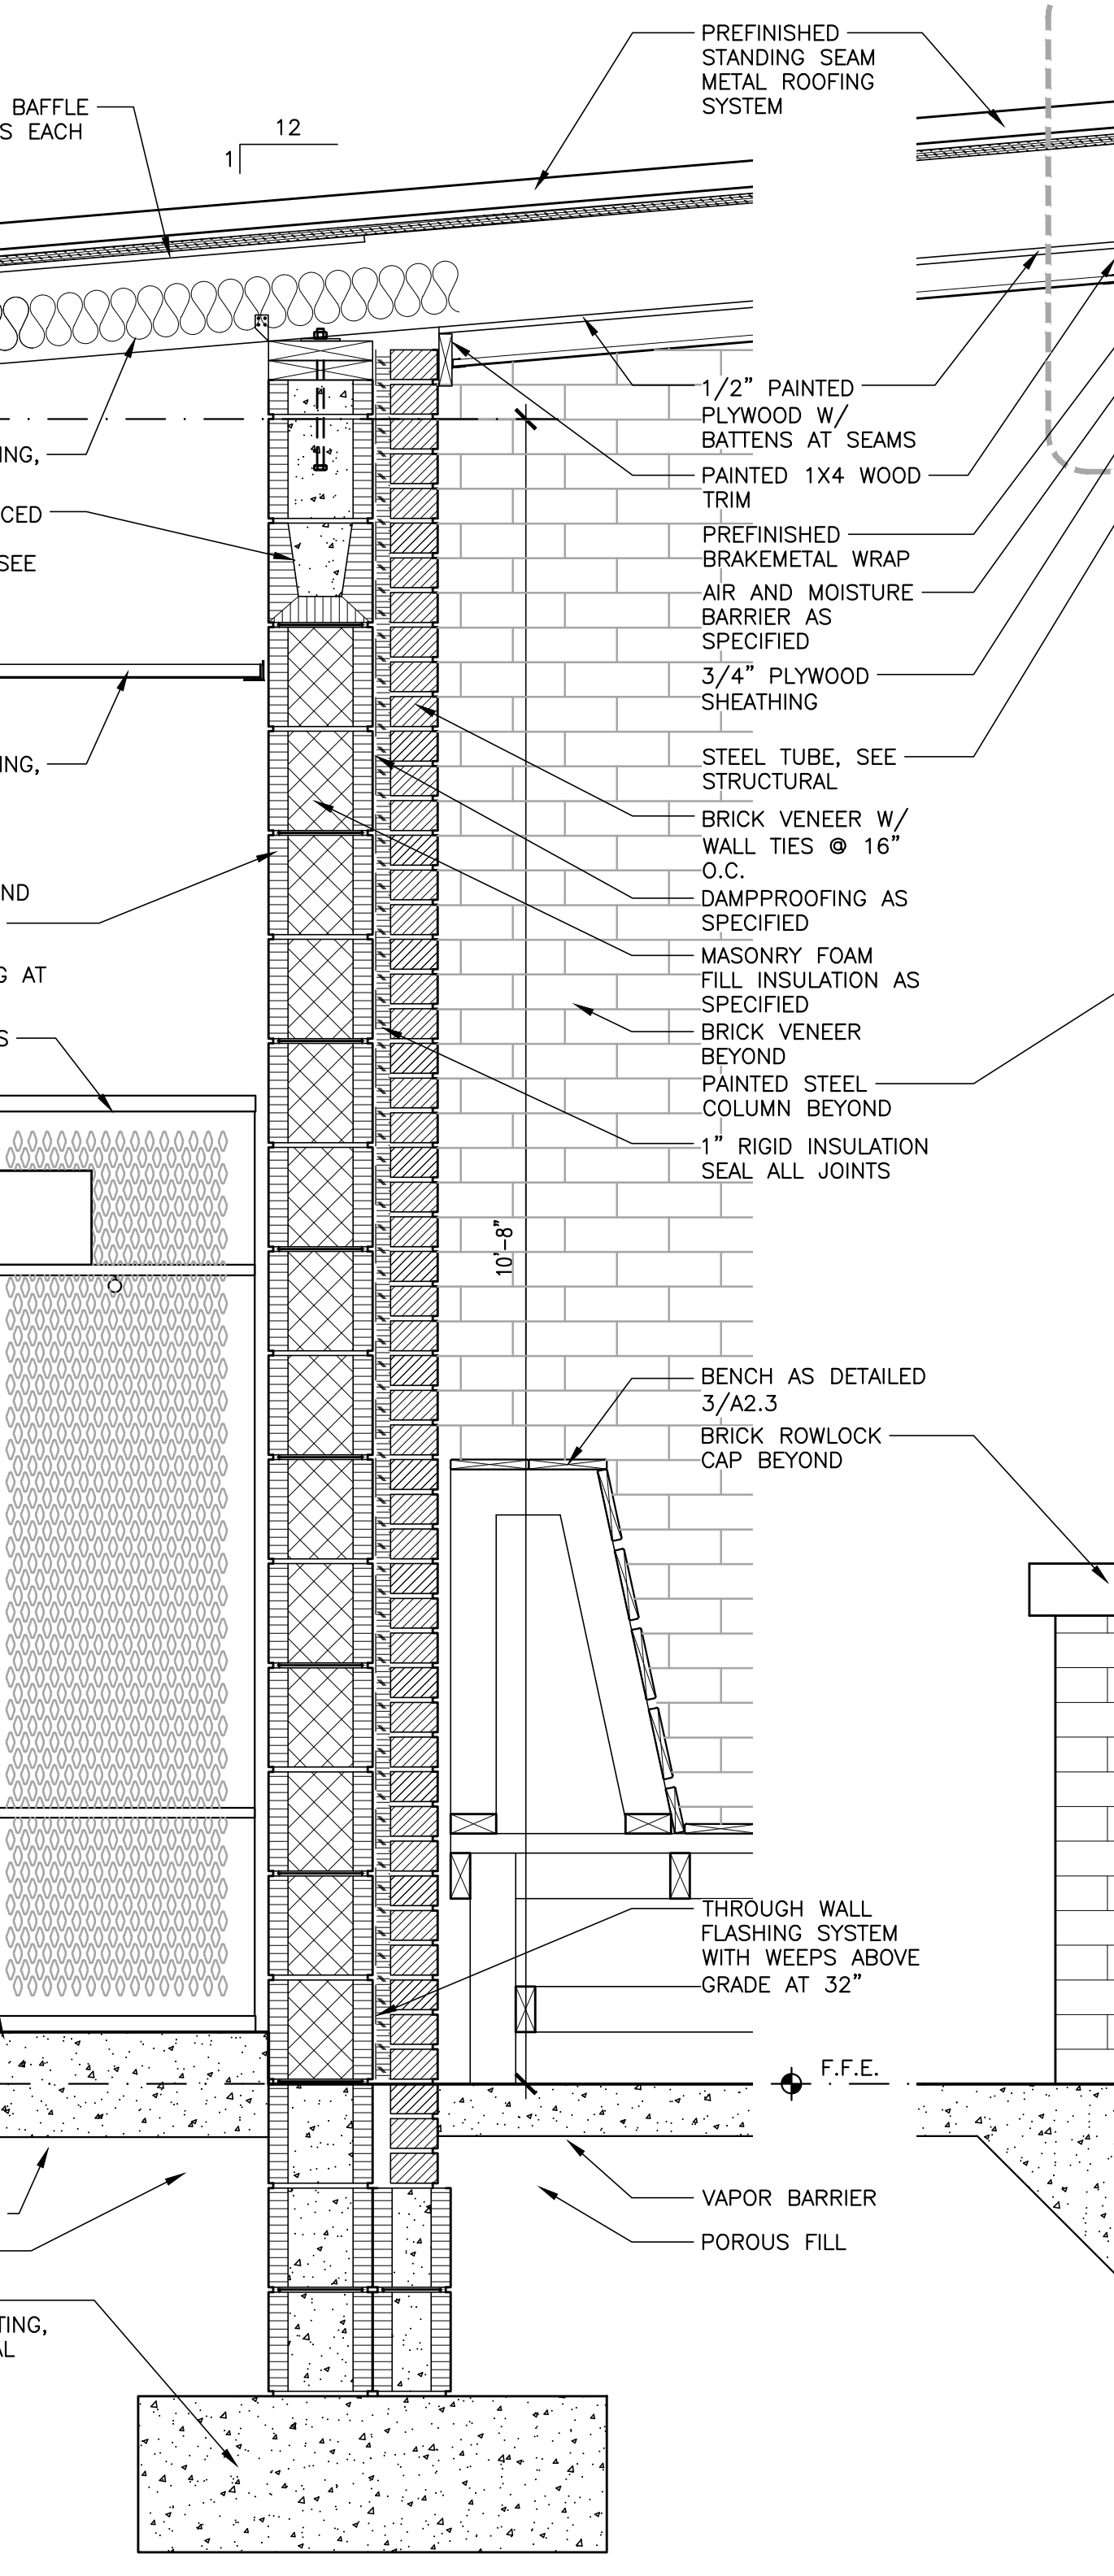 PREFINISHED
STANDING SEAM
METAL ROOFING
SYSTEM
BAFFLE
S EACH
12
1
1/2" PAINTED
PLYWOOD W/
BATTENS AT SEAMS
PAINTED 1X4 WOOD
TRIM
PREFINISHED
BRAKEMETAL WRAP
AIR AND MOISTURE
BARRIER AS
SPECIFIED
3/4" PLYWOOD
SHEATHING
STEEL TUBE, SEE
STRUCTURAL
BRICK VENEER W/
WALL TIES @ 16"
O.C.
DAMPPROOFING AS
SPECIFIED
MASONRY FOAM
FILL INSULATION AS
SPECIFIED
BRICK VENEER
BEYOND
PAINTED STEEL
COLUMN BEYOND
1" RIGID INSULATION
SEAL ALL JOINTS
NG,
CED
SEE
NG,
ND
G AT
S
10'-8"
BENCH AS DETAILED
3/A2.3
BRICK ROWLOCK
CAP BEYOND
THROUGH WALL
FLASHING SYSTEM
WITH WEEPS ABOVE
GRADE AT 32"
F.F.E.
VAPOR BARRIER
POROUS FILL
TING,
AL